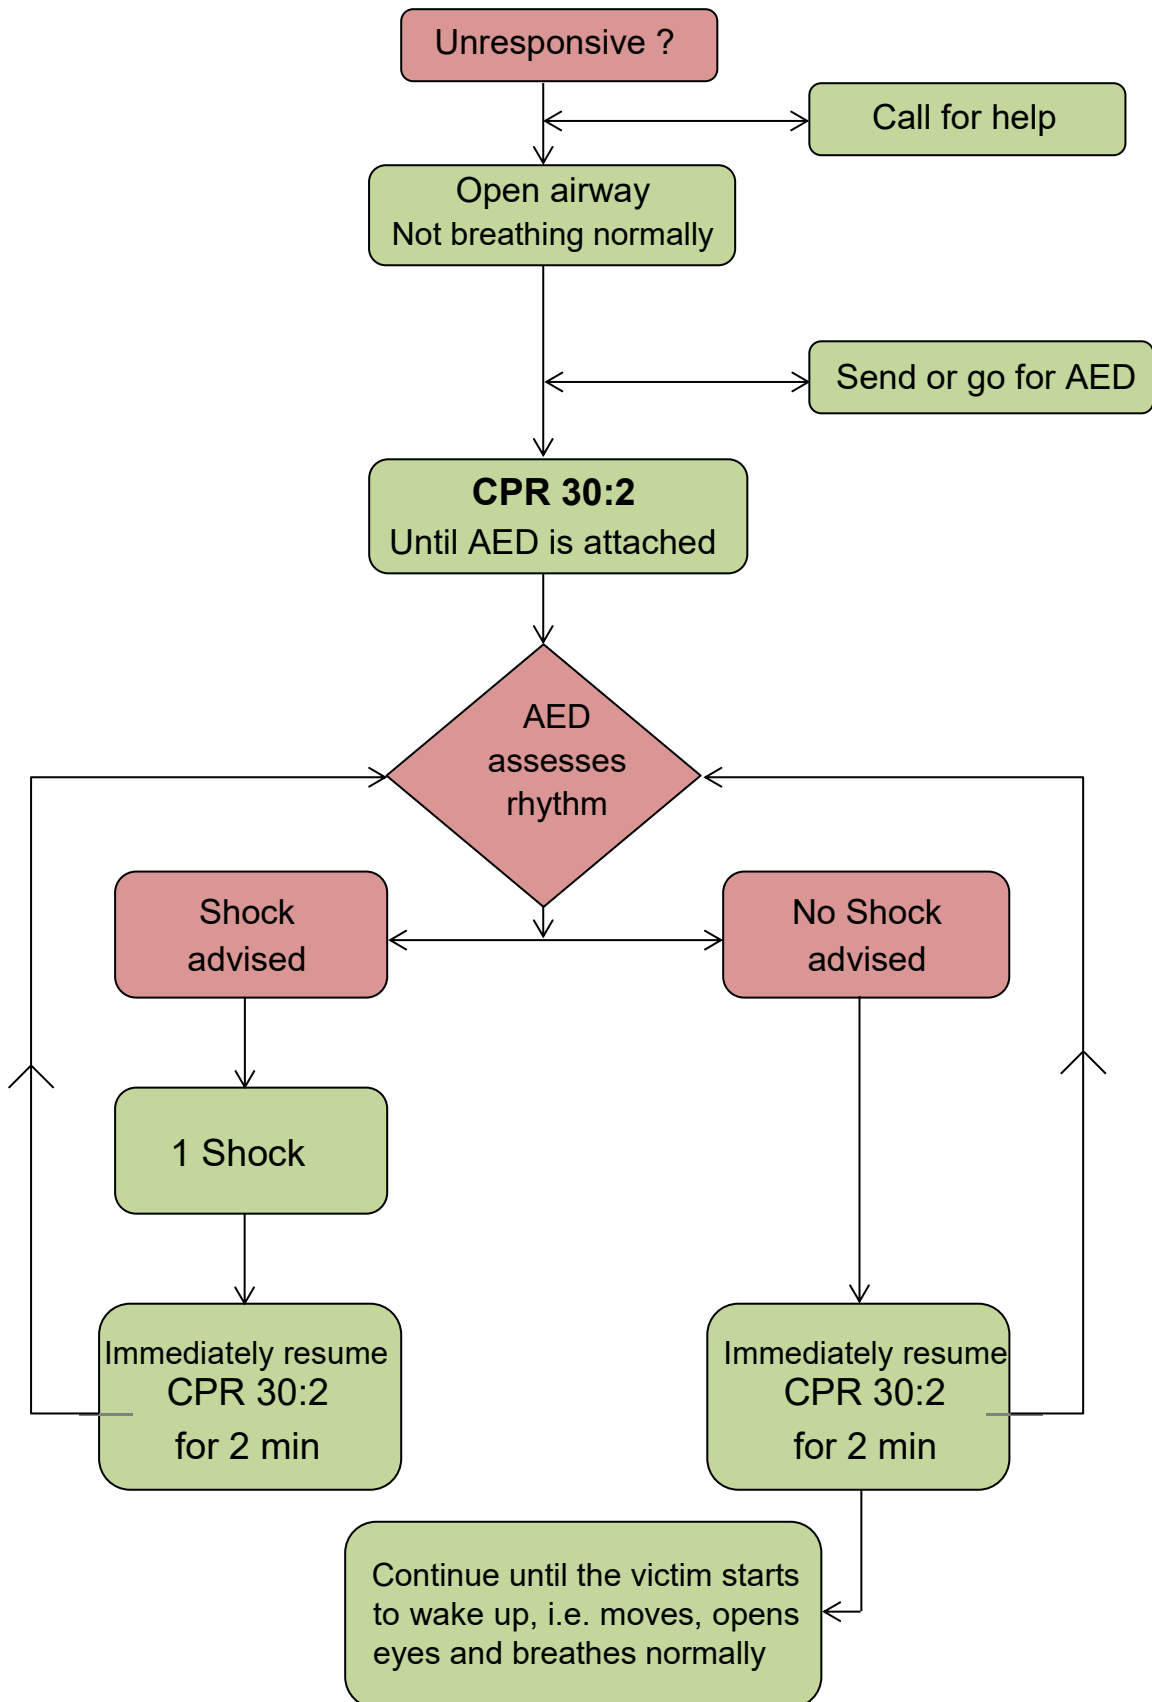 Unresponsive ?
Call for help
Open airway
Not breathing normally
Send or go for AED
CPR 30:2
Until AED is attached
AED
assesses
rhythm
Shock
advised
No Shock
advised
1 Shock
Immediately resume
CPR 30:2
for 2 min
Immediately resume
CPR 30:2
for 2 min
Continue until the victim starts
to wake up, i.e. moves, opens
eyes and breathes normally